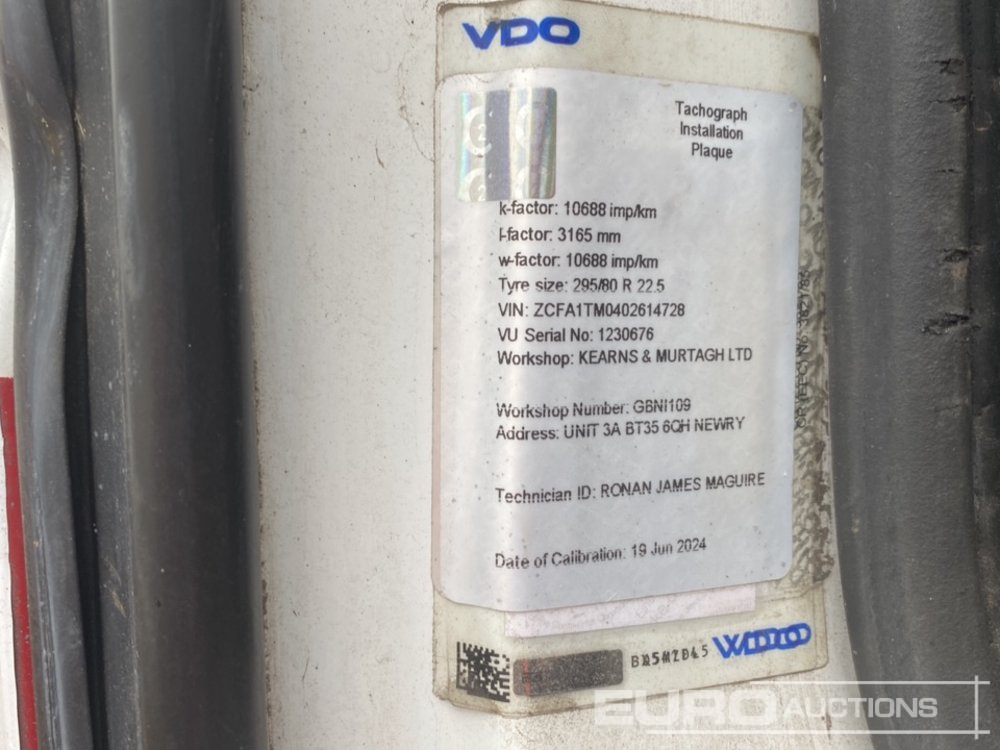 VDO
Tachograph
Installation
Plaque
k-factor: 10688 imp/km
l-factor: 3165 mm
w-factor: 10688 imp/km
Tyre size: 295/80 R 22.5
VIN: ZCFA1TM0402614728
VU Serial No: 1230676
Workshop: KEARNS & MURTAGH LTD
Workshop Number: GBNI109
Address: UNIT 3A BT35 6QH NEWRY
Technician ID: RONAN JAMES MAGUIRE
Date of Calibration: 19 Jun 2024
EURO AUCTIONS